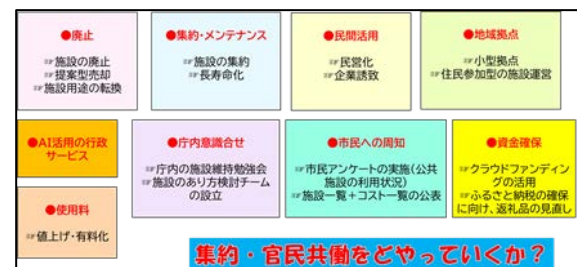 ●廃止
☞施設の廃止
☞提案型売却
☞施設用途の転換
●集約・メンテナンス
☞施設の集約
☞長寿命化
●民間活用
☞民営化
☞企業誘致
●地域拠点
☞小型拠点
☞住民参加型の施設運営
●AI活用の行政
サービス
●庁内意識合せ
☞庁内の施設維持勉強会
☞施設のあり方検討チーム
の設立
●市民への周知
☞市民アンケートの実施(公共
施設の利用状況)
☞施設一覧+コスト一覧の公表
●資金確保
☞クラウドファンディ
ングの活用
☞ふるさと納税の確保
に向け、返礼品の見直し
●使用料
☞値上げ・有料化
集約・官民共働をどやっていくか?